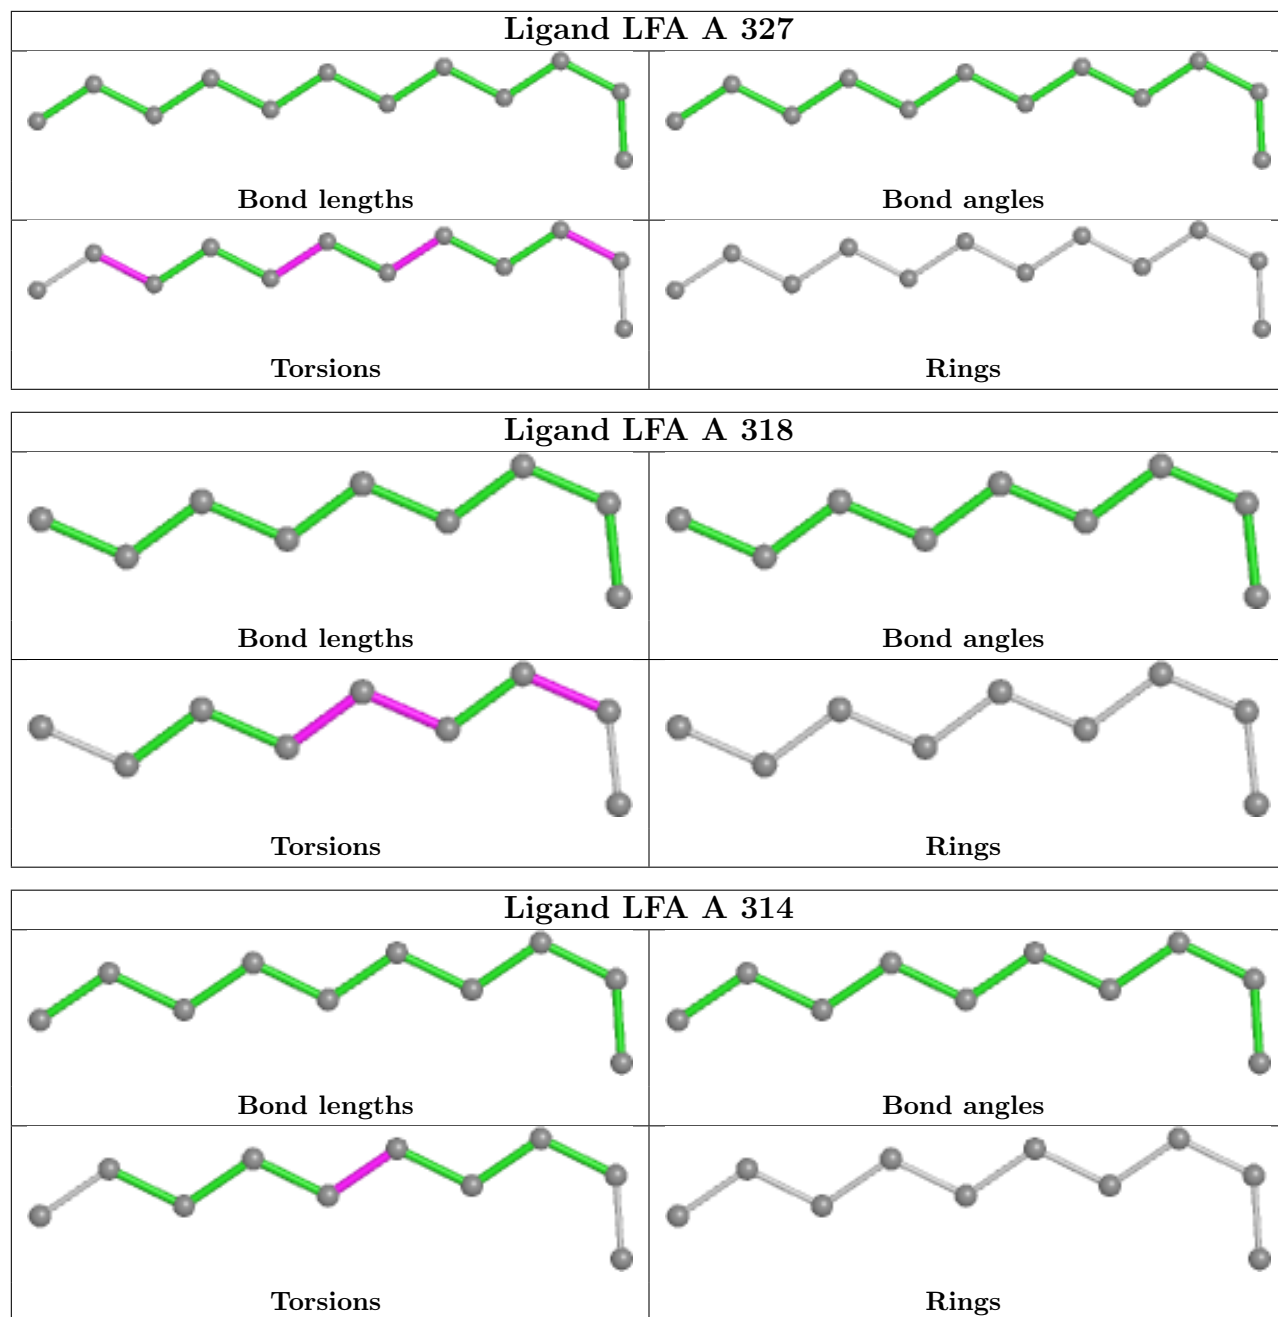 Ligand LFA A 327
Bond lengths
Bond angles
Torsions
Rings
Ligand LFA A 318
Bond lengths
Bond angles
Torsions
Rings
Ligand LFA A 314
Bond lengths
Bond angles
Torsions
Rings